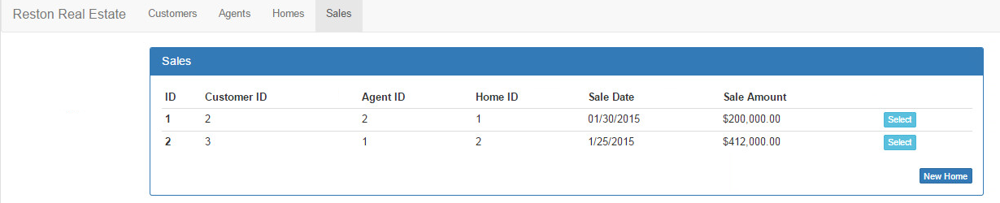 Reston Real Estate Customers Agents Homes Sales
Sales
ID Customer ID Agent ID Home ID Sale Date Sale Amount
1 2 2 1 01/30/2015 $200,000.00 Select
2 3 1 2 1/25/2015 $412,000.00 Select
New Home